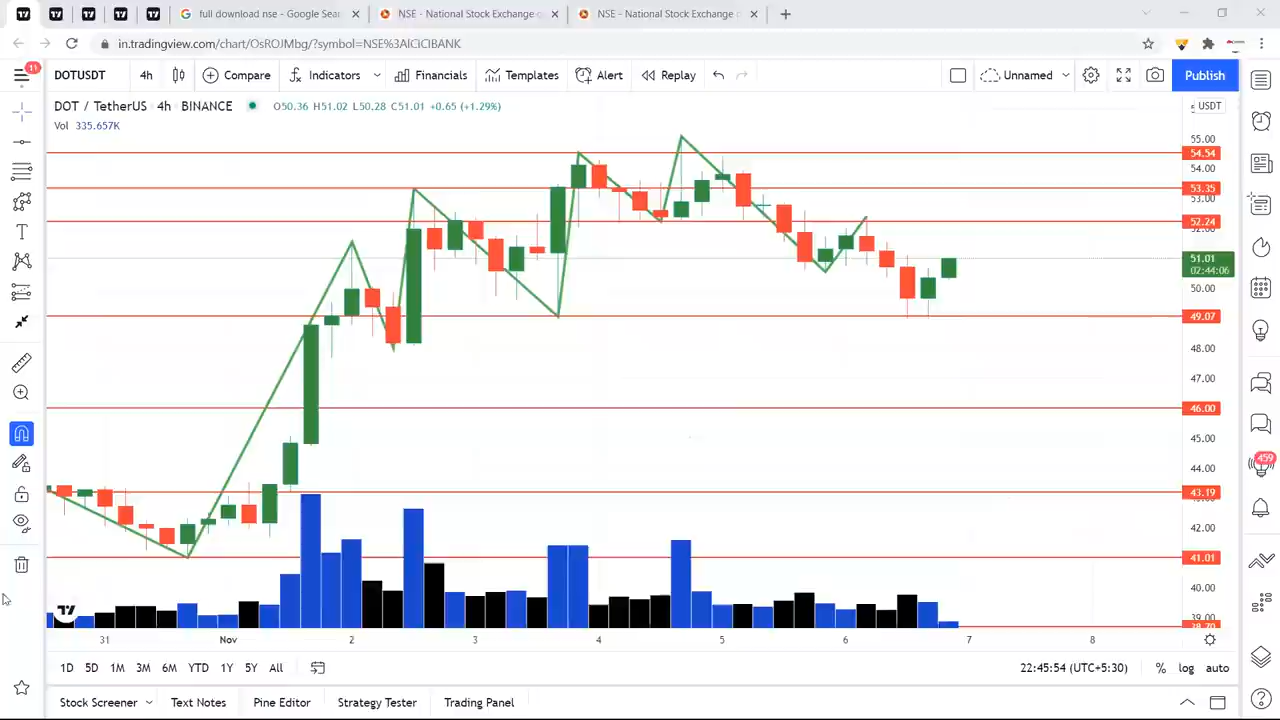 full download nse - Google Sear
NSE - National Stock Exchange o
NSE - National Stock Exchange o
in.tradingview.com/chart/OsROJMbg/?symbol=NSE%3AICICIBANK
11
DOTUSDT 4h Compare Indicators Financials Templates Alert Replay Unnamed Publish
DOT / TetherUS · 4h · BINANCE O50.36 H51.02 L50.28 C51.01 +0.65 (+1.29%)
USDT
Vol 335.657K
55.00
54.54
54.00
53.35
53.00
52.24
51.01
02:44:06
50.00
49.07
48.00
47.00
46.00
45.00
44.00
43.19
42.00
41.01
40.00
39.00
38.70
459
31 Nov 2 3 4 5 6 7 8
1D 5D 1M 3M 6M YTD 1Y 5Y All 22:45:54 (UTC+5:30) % log auto
Stock Screener Text Notes Pine Editor Strategy Tester Trading Panel